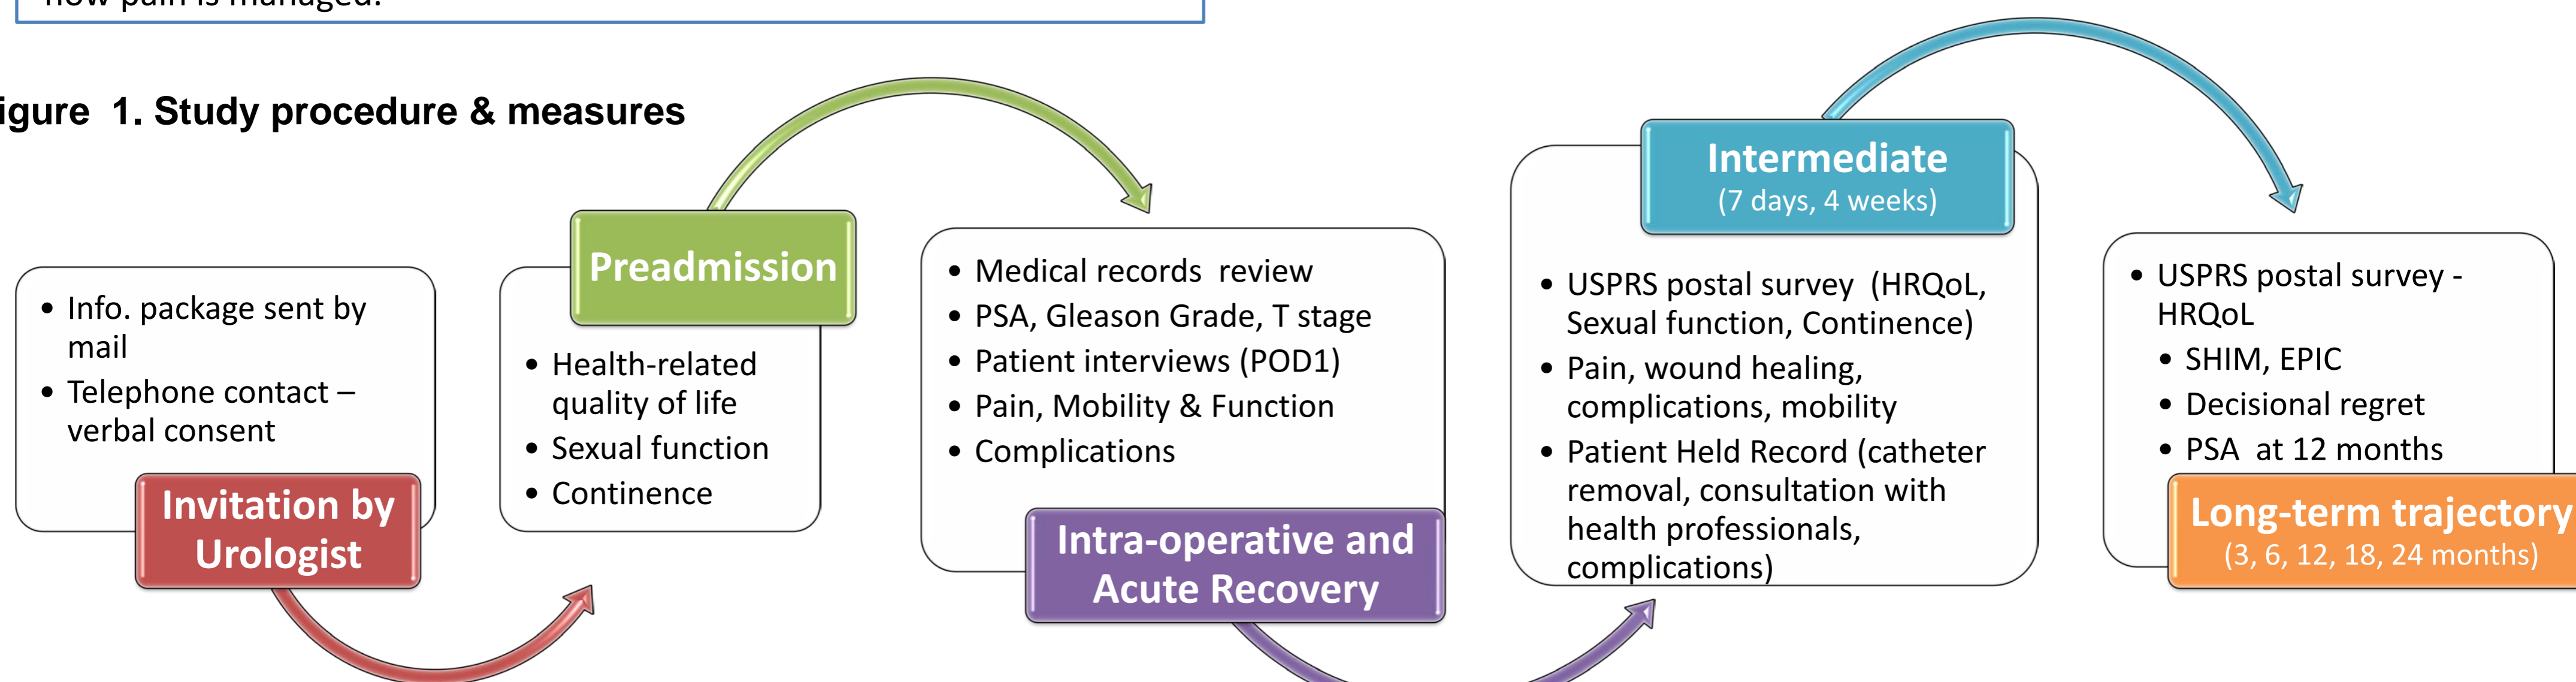 how pain is managed.
igure 1. Study procedure & measures
• Info. package sent by
mail
• Telephone contact –
verbal consent
Invitation by
Urologist
Preadmission
• Health-related
quality of life
• Sexual function
• Continence
• Medical records review
• PSA, Gleason Grade, T stage
• Patient interviews (POD1)
• Pain, Mobility & Function
• Complications
Intra-operative and
Acute Recovery
Intermediate
(7 days, 4 weeks)
• USPRS postal survey (HRQoL,
Sexual function, Continence)
• Pain, wound healing,
complications, mobility
• Patient Held Record (catheter
removal, consultation with
health professionals,
complications)
• USPRS postal survey -
HRQoL
• SHIM, EPIC
• Decisional regret
• PSA at 12 months
Long-term trajectory
(3, 6, 12, 18, 24 months)